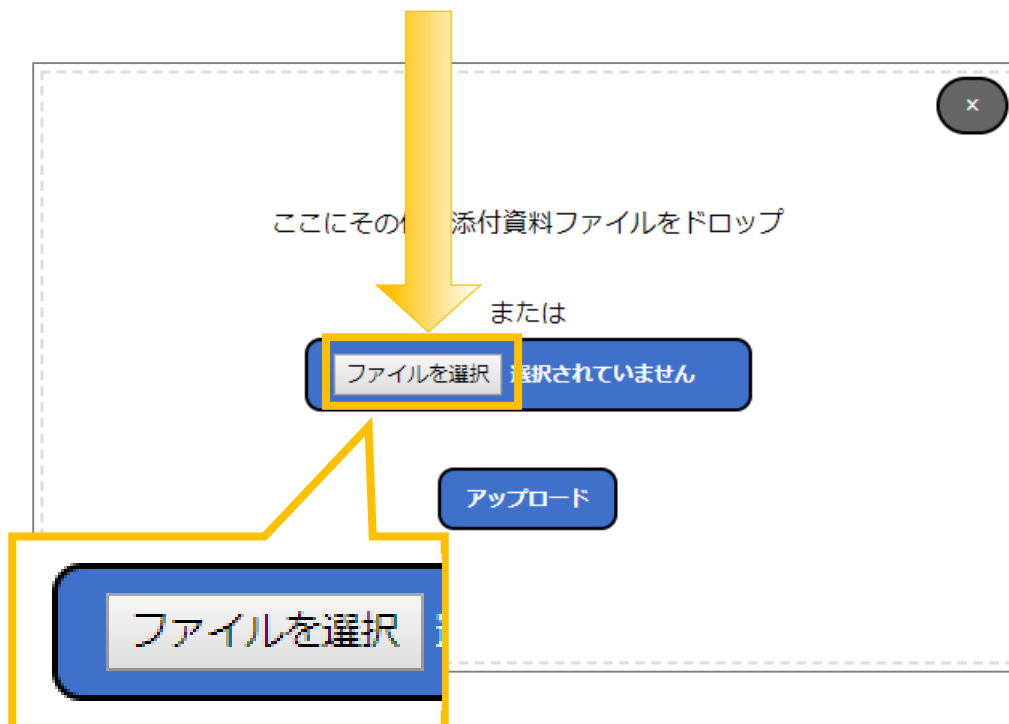 ×
ここにその 添付資料ファイルをドロップ
または
ファイルを選択 選択されていません
アップロード
ファイルを選択